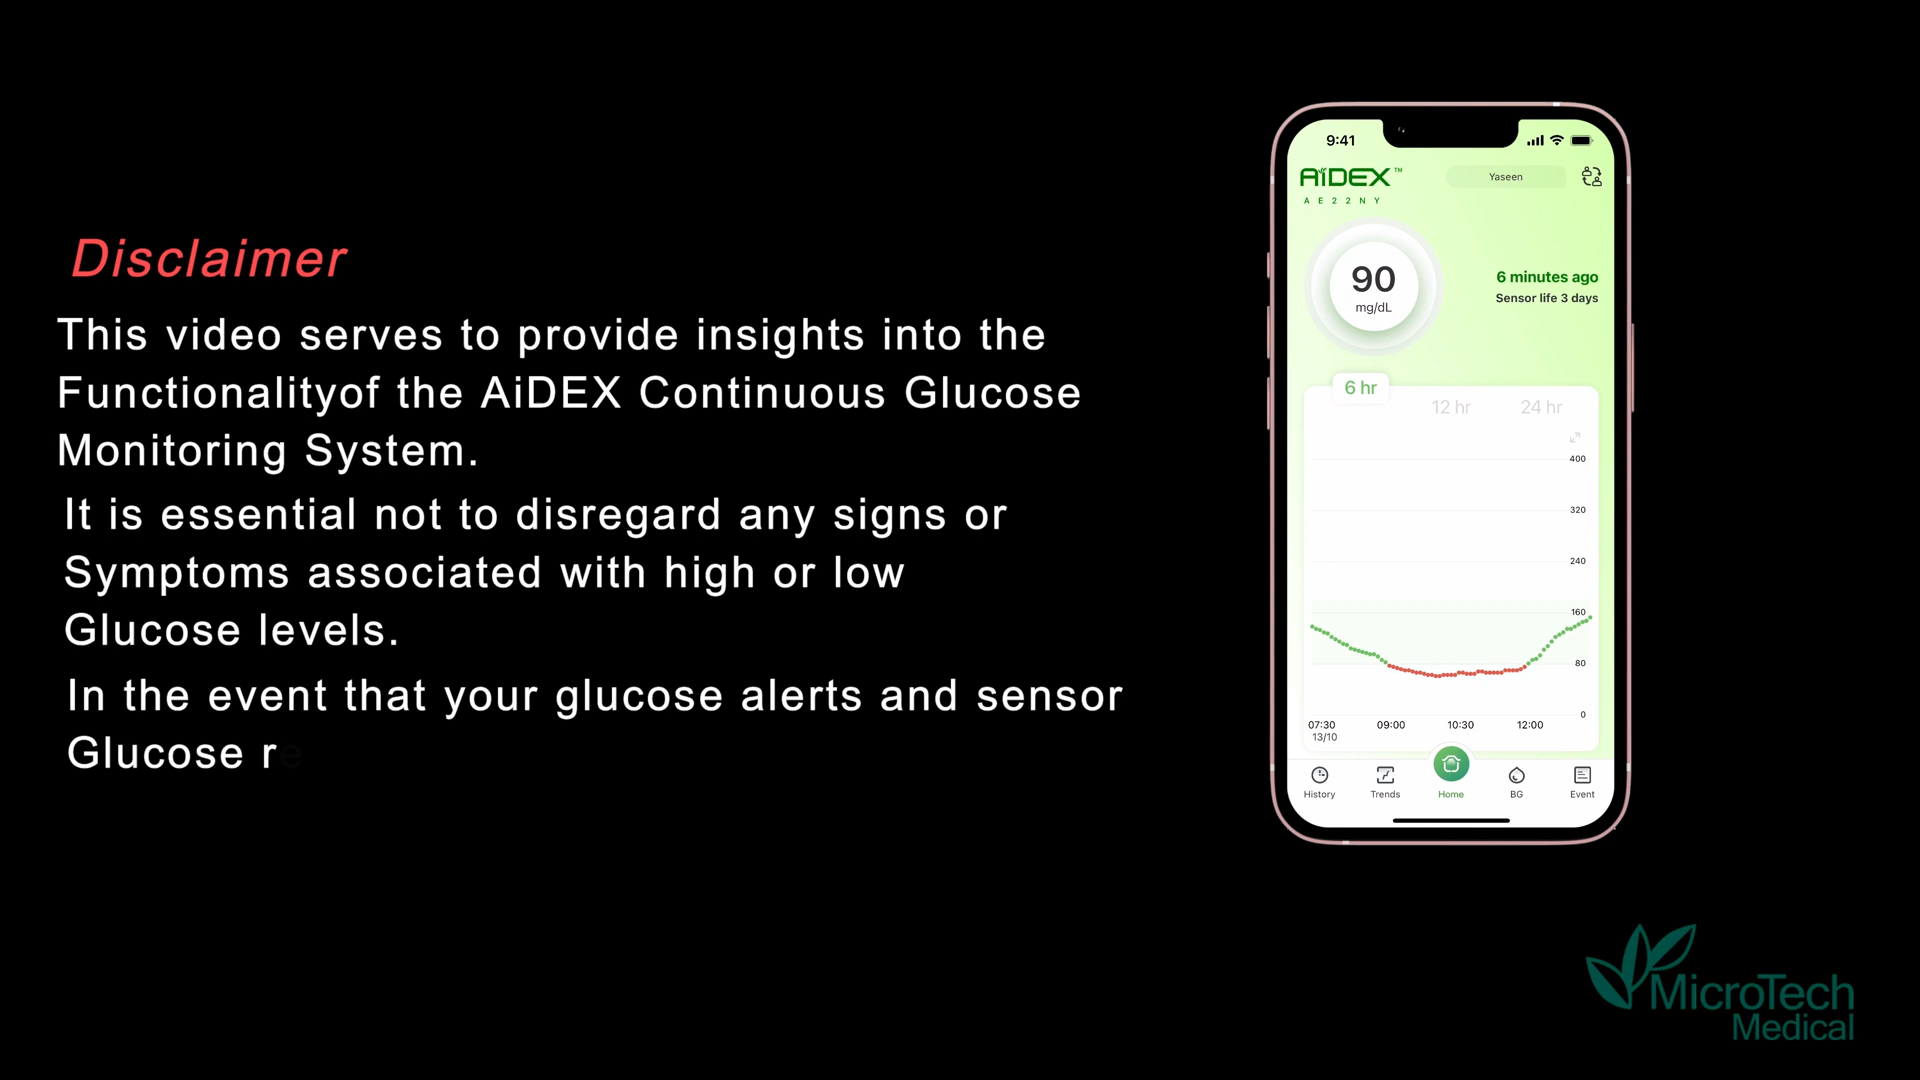 Disclaimer
This video serves to provide insights into the
Functionalityof the AiDEX Continuous Glucose
Monitoring System.
It is essential not to disregard any signs or
Symptoms associated with high or low
Glucose levels.
In the event that your glucose alerts and sensor
Glucose re
9:41
AiDEX™
Yaseen
AE22NY
90
mg/dL
6 minutes ago
Sensor life 3 days
6 hr
12 hr
24 hr
400
320
240
160
80
0
07:30
09:00
10:30
12:00
13/10
History
Trends
Home
BG
Event
MicroTech
Medical